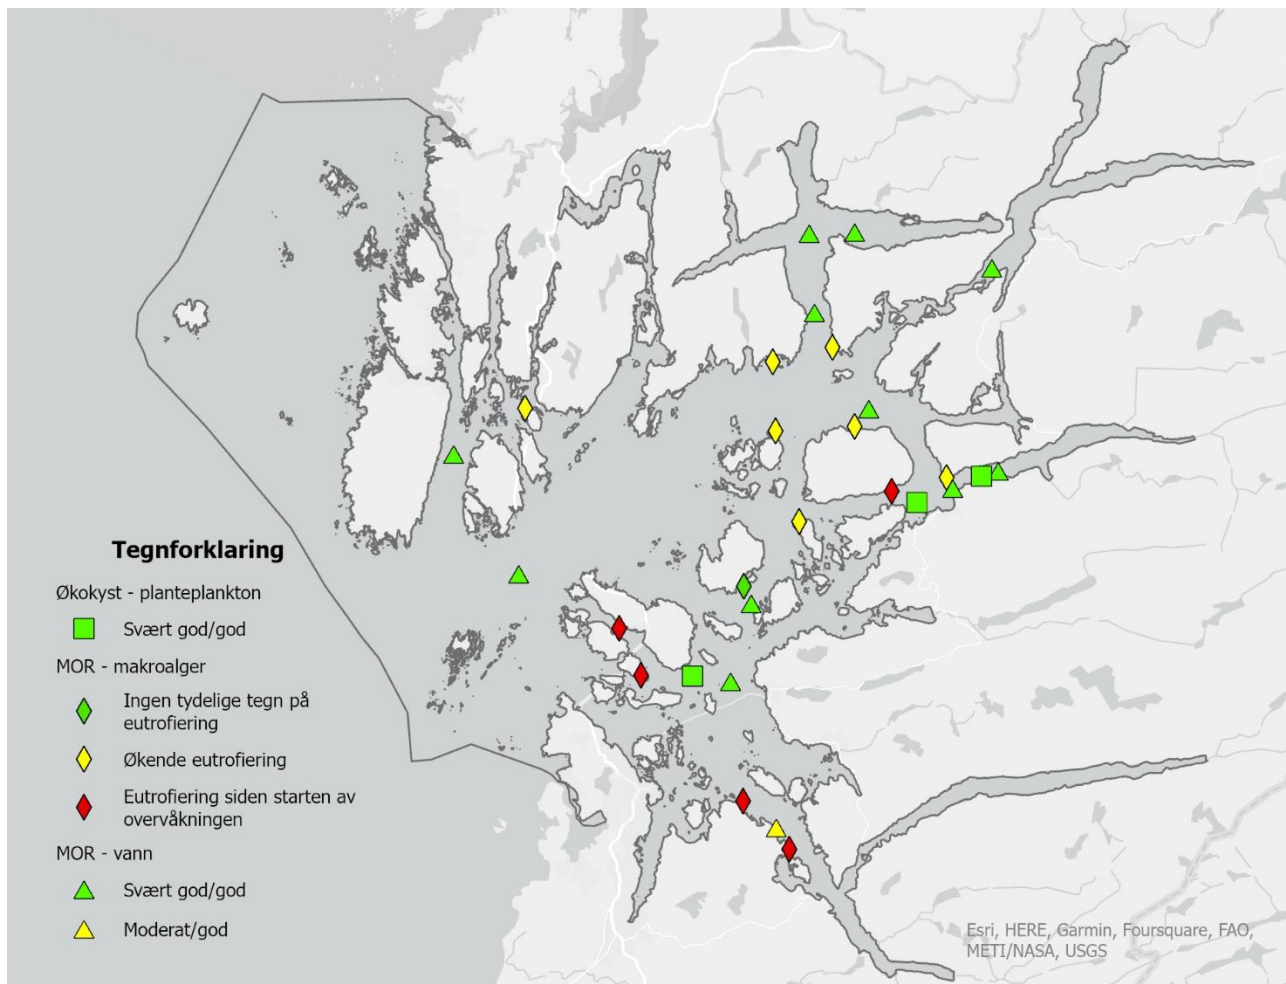 Tegnforklaring
Økokyst - planteplankton
Svært god/god
MOR - makroalger
Ingen tydelige tegn på
eutrofiering
Økende eutrofiering
Eutrofiering siden starten av
overvåkningen
MOR - vann
Svært god/god
Moderat/god
Esri, HERE, Garmin, Foursquare, FAO,
METI/NASA, USGS